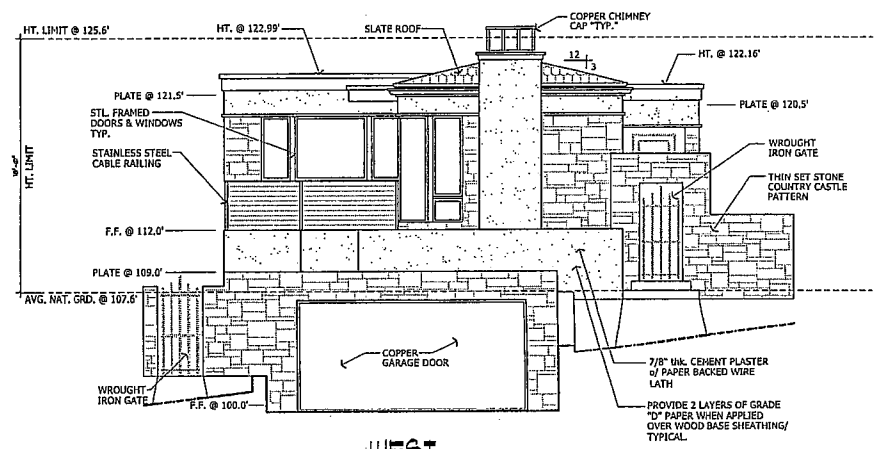 COPPER CHIMNEY
CAP "TYP."
HT. LIMIT @ 125.6'
HT. @ 122.99'
SLATE ROOF
12
3
HT. @ 122.16'
PLATE @ 121.5'
PLATE @ 120.5'
STL. FRAMED
DOORS & WINDOWS
TYP.
STAINLESS STEEL
CABLE RAILING
HT. LIMIT
WROUGHT
IRON GATE
THIN SET STONE
COUNTRY CASTLE
PATTERN
F.F. @ 112.0'
PLATE @ 109.0'
AVG. NAT. GRD. @ 107.6'
COPPER
GARAGE DOOR
7/8" thk. CEMENT PLASTER
o/ PAPER BACKED WIRE
LATH
WROUGHT
IRON GATE
F.F. @ 100.0'
PROVIDE 2 LAYERS OF GRADE
"D" PAPER WHEN APPLIED
OVER WOOD BASE SHEATHING/
TYPICAL.
WEST